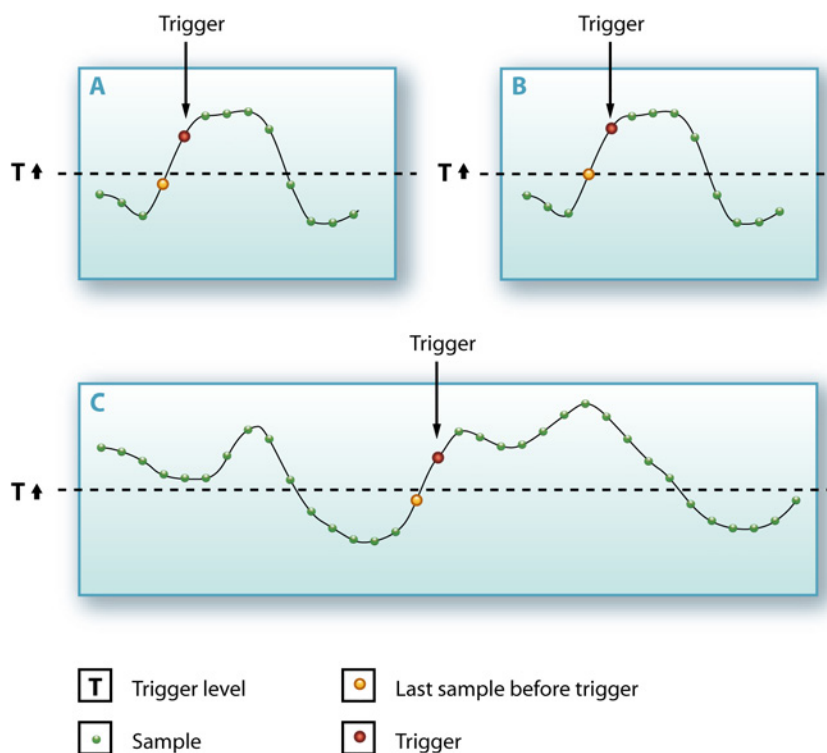 Trigger
Trigger
A
B
T
T
Trigger
C
T
T Trigger level
Last sample before trigger
Sample
Trigger